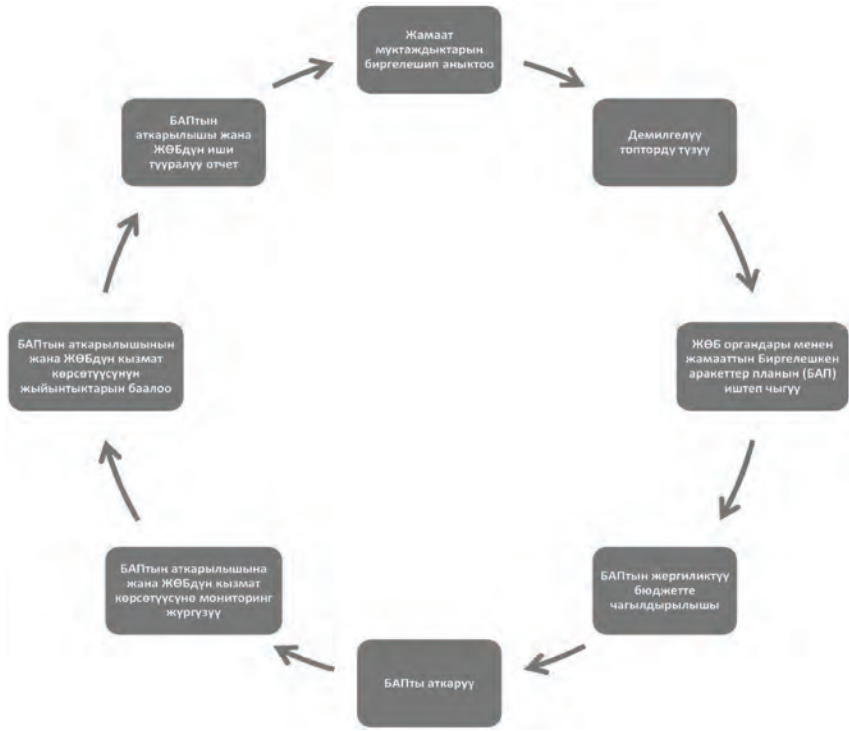 Жамаат
муктаждыктарын
биргелешип аныктоо
Демилгелүү
топторду түзүү
ЖӨБ органдары менен
жамааттын Биргелешкен
аракеттер планын (БАП)
иштеп чыгуу
БАПтын жергиликтүү
бюджетте
чагылдырылышы
БАПты аткаруу
БАПтын аткарылышына
жана ЖӨБдүн кызмат
көрсөтүүсүнө мониторинг
жүргүзүү
БАПтын аткарылышынын
жана ЖӨБдүн кызмат
көрсөтүүсүнүн
жыйынтыктарын баалоо
БАПтын
аткарылышы жана
ЖӨБдүн иши
тууралуу отчет